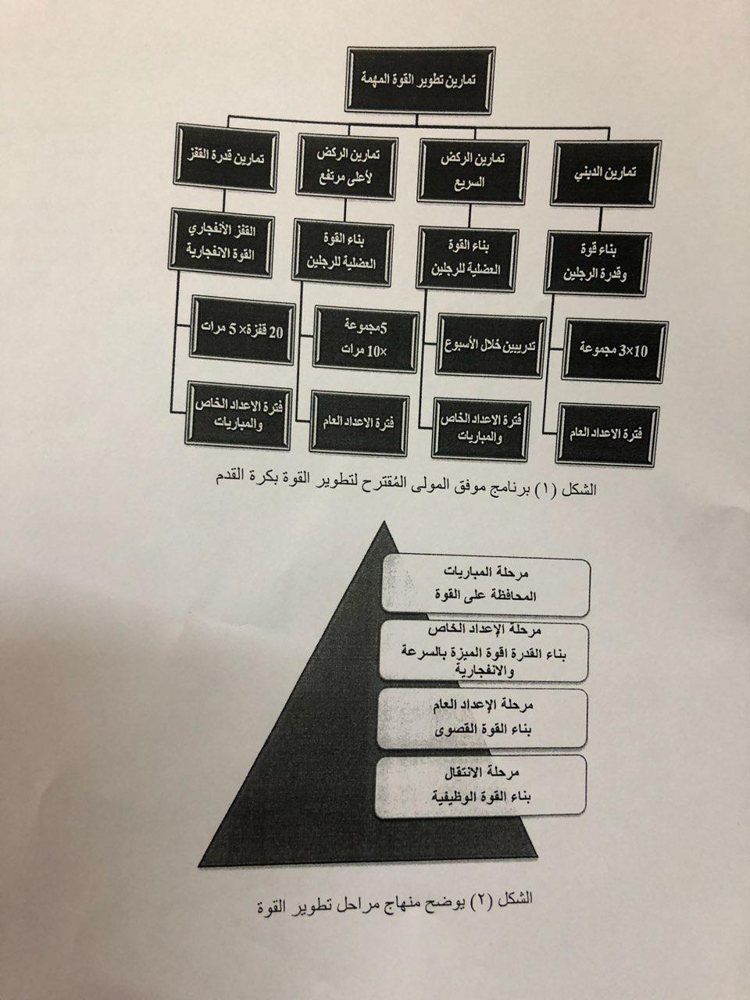 تمارين تطوير القوة المهمة
تمارين الدبني
بناء قوة
وقدرة الرجلين
10×3 مجموعة
فترة الاعداد العام
تمارين الركض
السريع
بناء القوة
العضلية للرجلين
تدريبين خلال الأسبوع
فترة الاعداد الخاص
والمباريات
تمارين الركض
لأعلى مرتفع
بناء القوة
العضلية للرجلين
5مجموعة
×10 مرات
فترة الاعداد العام
تمارين قدرة القفز
القفز الأنفجاري
القوة الانفجارية
20 قفزة× 5 مرات
فترة الاعداد الخاص
والمباريات
الشكل (١) برنامج موفق المولى المُقترح لتطوير القوة بكرة القدم
مرحلة المباريات
المحافظة على القوة
مرحلة الإعداد الخاص
بناء القدرة اقوة الميزة بالسرعة
والانفجارية
مرحلة الإعداد العام
بناء القوة القصوى
مرحلة الانتقال
بناء القوة الوظيفية
الشكل (٢) يوضح منهاج مراحل تطوير القوة